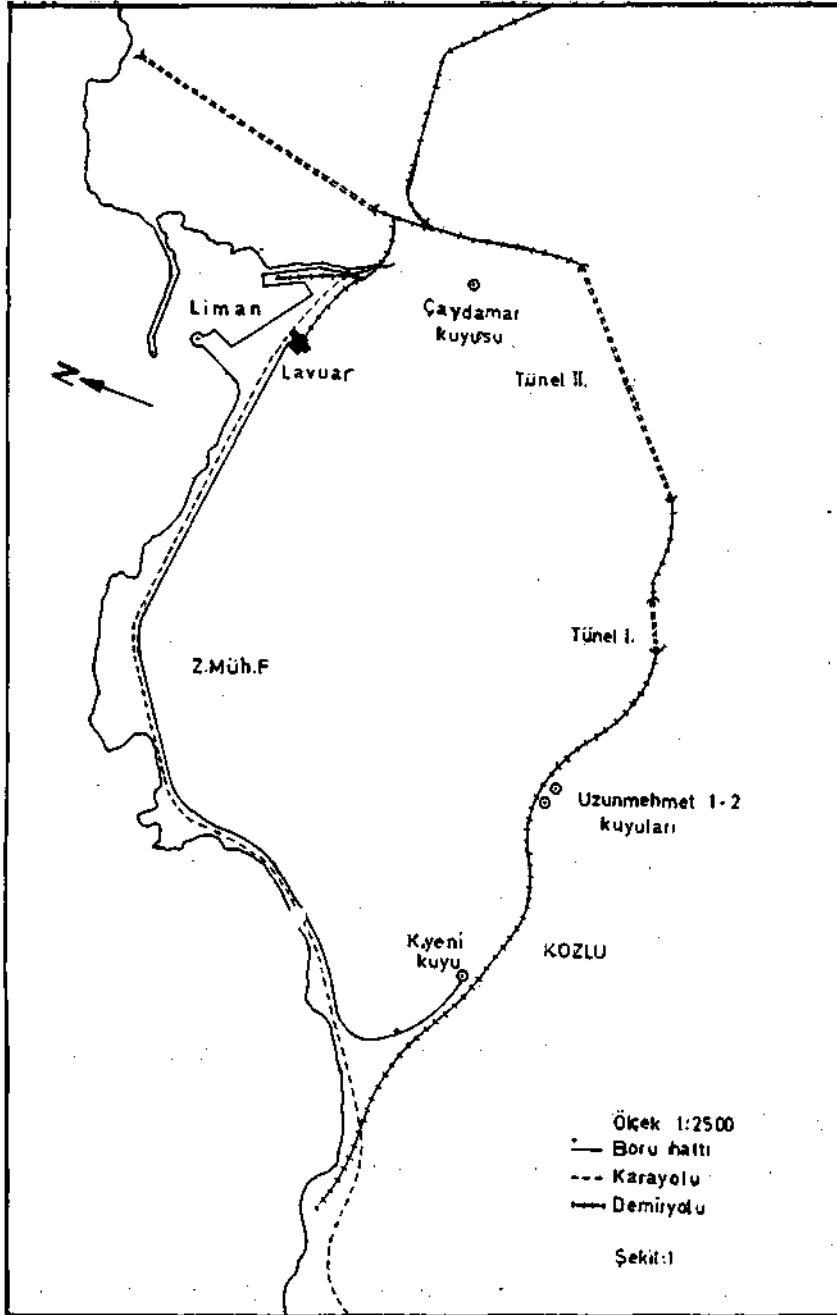 Liman
Çaydamar
kuyusu
N
Lavuar
Tünel II.
Tünel I.
Z.Müh.F
Uzunmehmet 1-2
kuyuları
K.yeni
kuyu
KOZLU
Ölçek 1:2500
Boru hattı
Karayolu
Demiryolu
Şekil:1